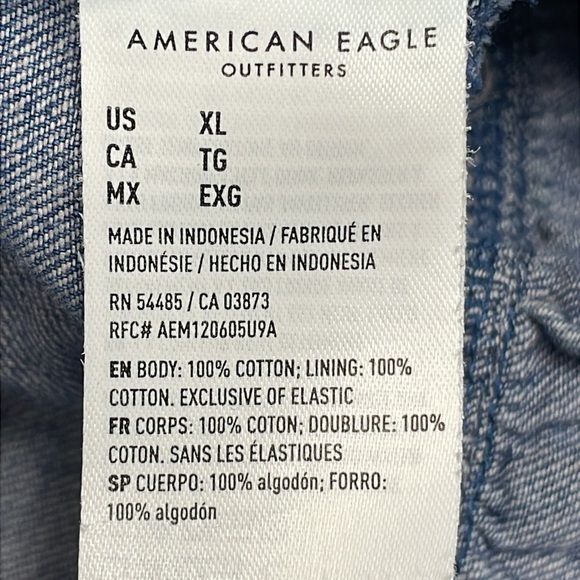 AMERICAN EAGLE
OUTFITTERS
US XL
CA TG
MX EXG
MADE IN INDONESIA / FABRIQUÉ EN
INDONÉSIE / HECHO EN INDONESIA
RN 54485 / CA 03873
RFC# AEM120605U9A
EN BODY: 100% COTTON; LINING: 100%
COTTON. EXCLUSIVE OF ELASTIC
FR CORPS: 100% COTON; DOUBLURE: 100%
COTON. SANS LES ÉLASTIQUES
SP CUERPO: 100% algodón; FORRO:
100% algodón